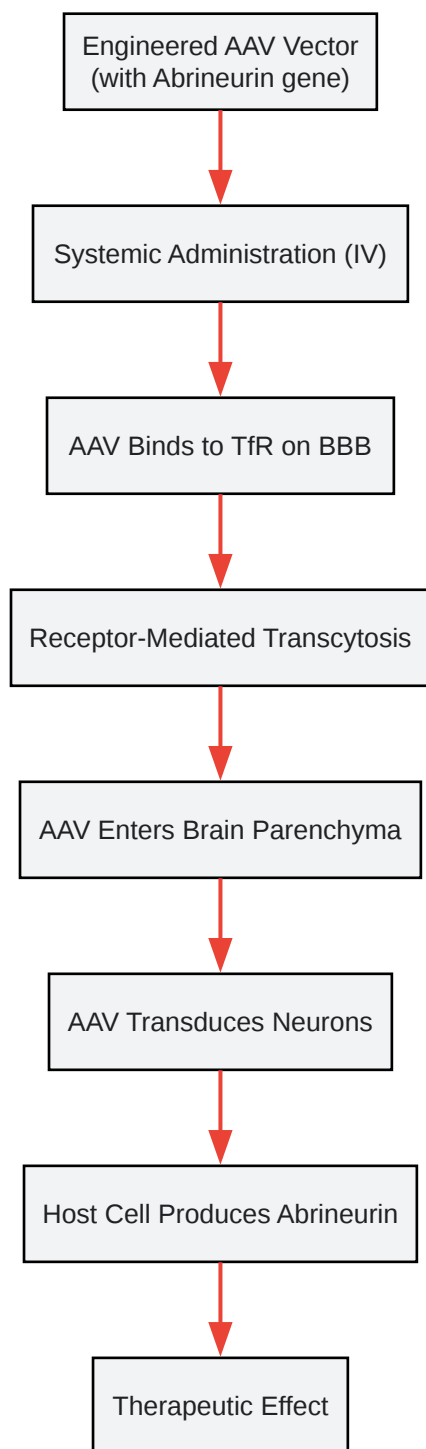 Engineered AAV Vector
(with Abrineurin gene)
Systemic Administration (IV)
AAV Binds to TfR on BBB
Receptor-Mediated Transcytosis
AAV Enters Brain Parenchyma
AAV Transduces Neurons
Host Cell Produces Abrineurin
Therapeutic Effect